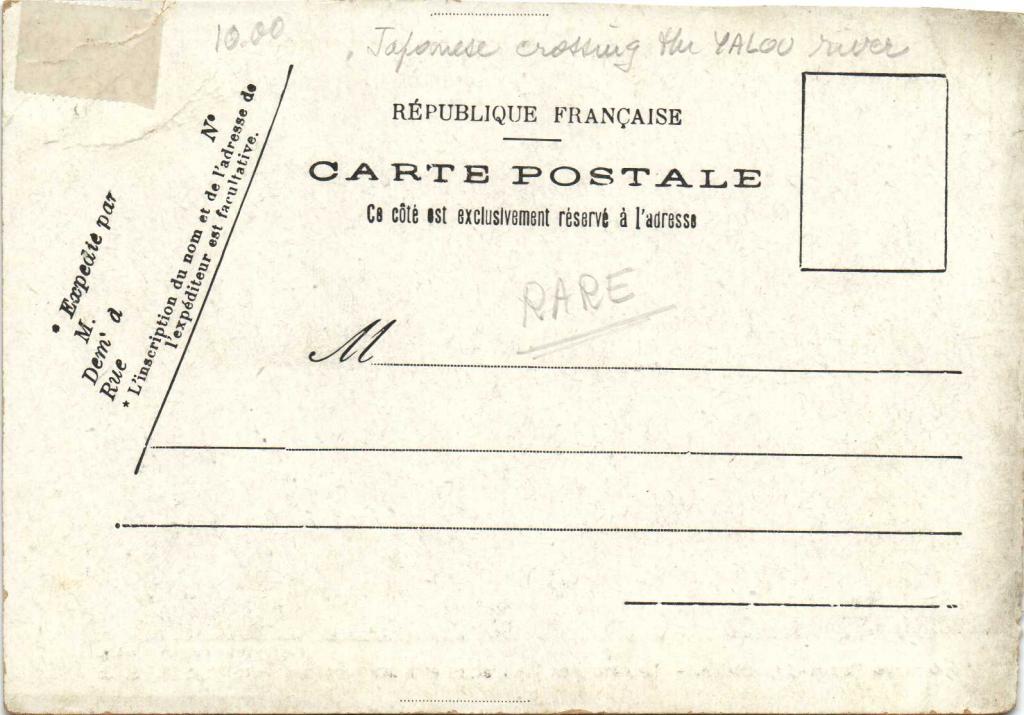 10.00
Japonese crossing the YALOU river
RÉPUBLIQUE FRANÇAISE
CARTE POSTALE
Ce côté est exclusivement réservé à l'adresse
* Expédie par
M.
Dem^t à
Rue
N°
* L'inscription du nom et de l'adresse de
l'expéditeur est facultative.
RARE
M